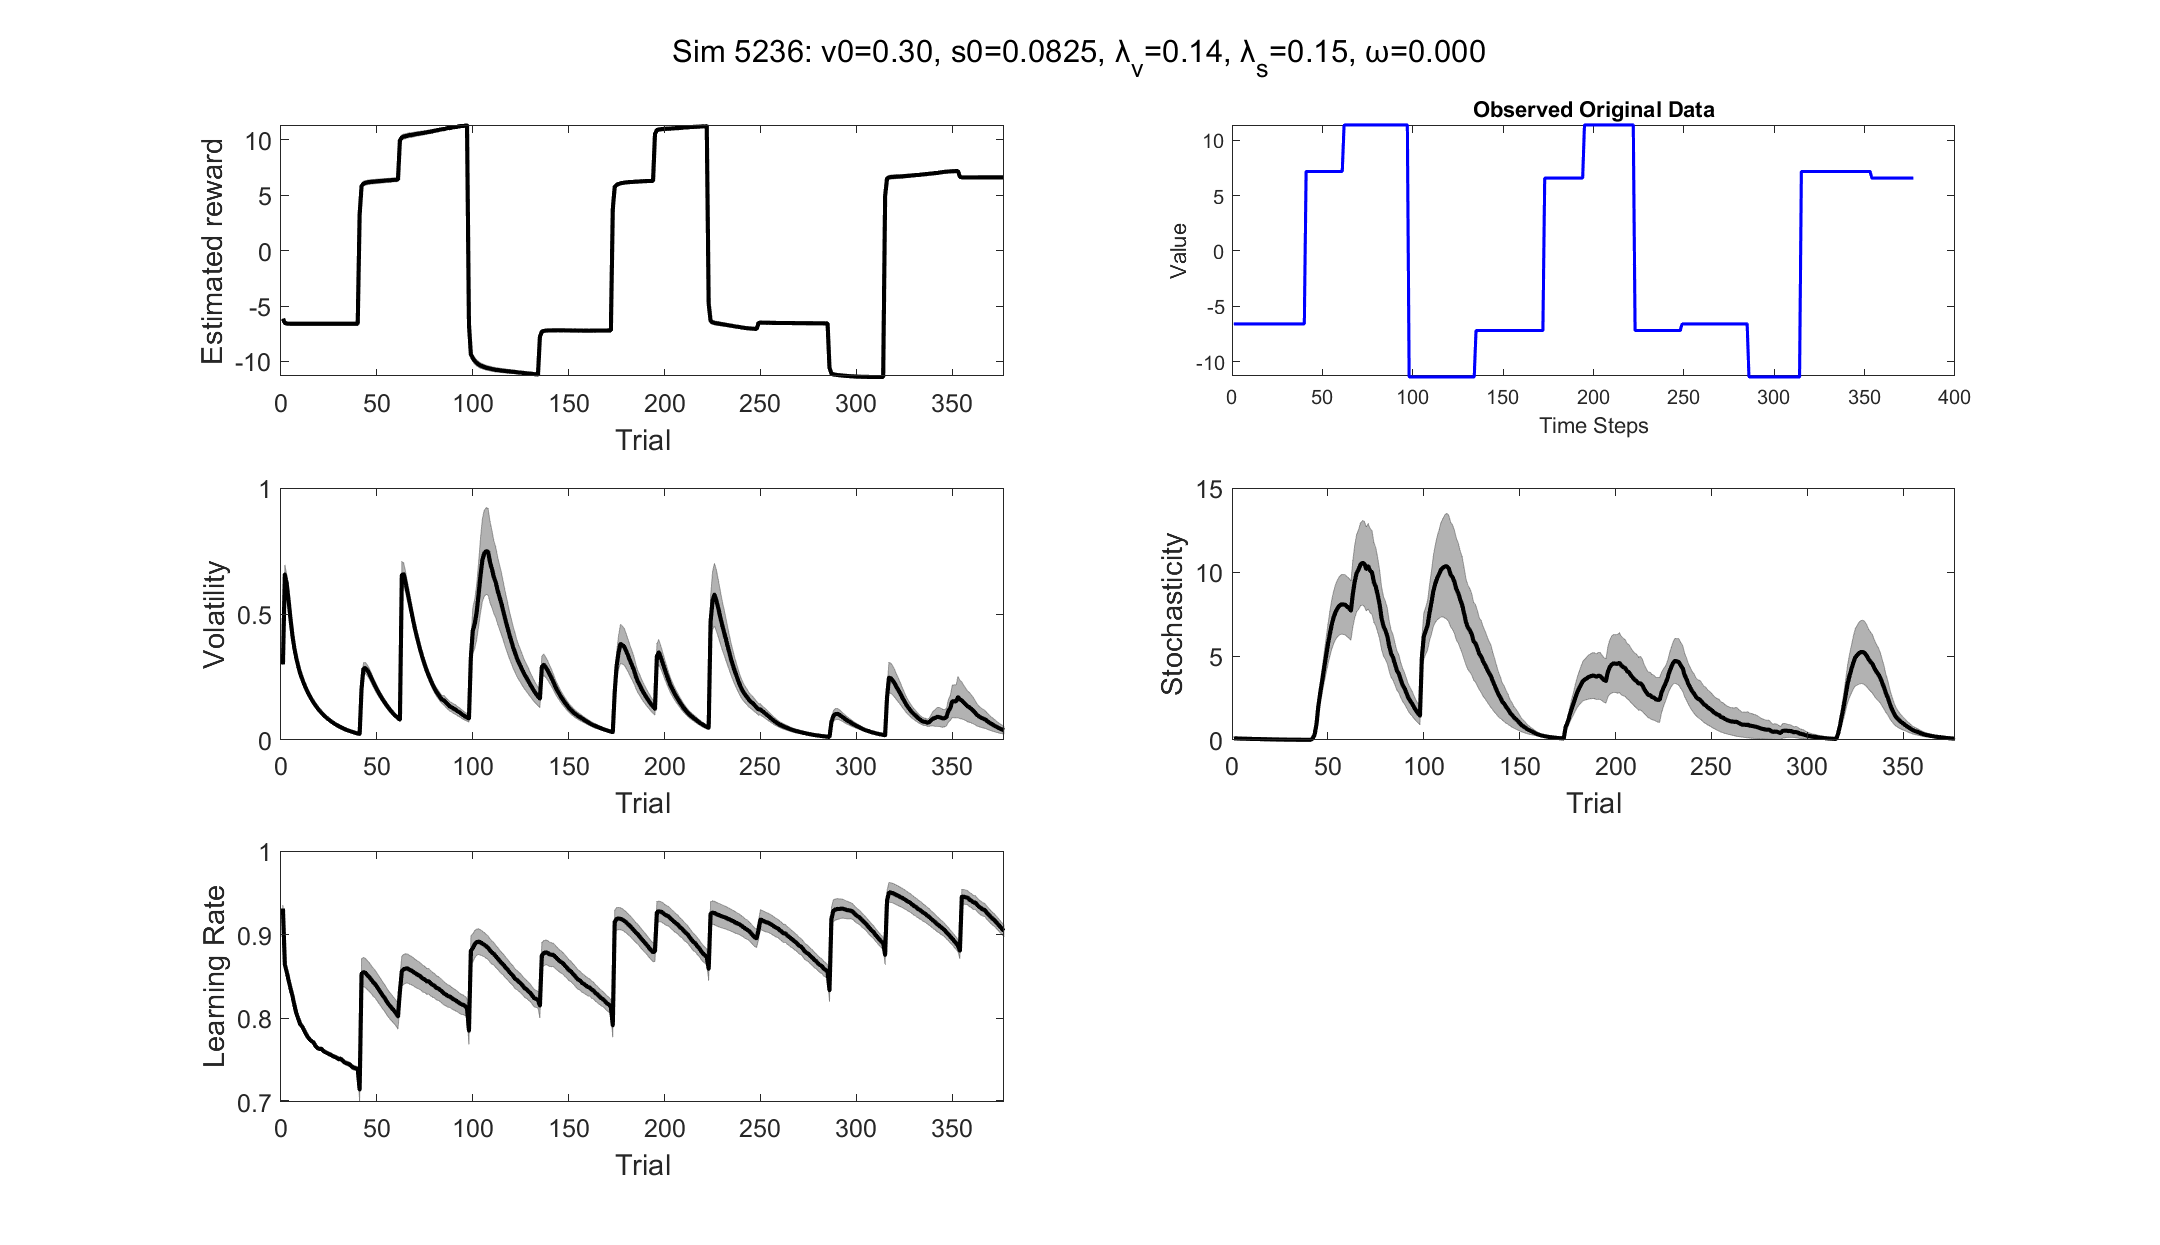 Sim 5236: v0=0.30, s0=0.0825, λ_v=0.14, λ_s=0.15, ω=0.000
Estimated reward
10
5
0
-5
-10
0 50 100 150 200 250 300 350
Trial
Observed Original Data
Value
10
5
0
-5
-10
0 50 100 150 200 250 300 350 400
Time Steps
Volatility
1
0.5
0
0 50 100 150 200 250 300 350
Trial
Stochasticity
15
10
5
0
0 50 100 150 200 250 300 350
Trial
Learning Rate
1
0.9
0.8
0.7
0 50 100 150 200 250 300 350
Trial